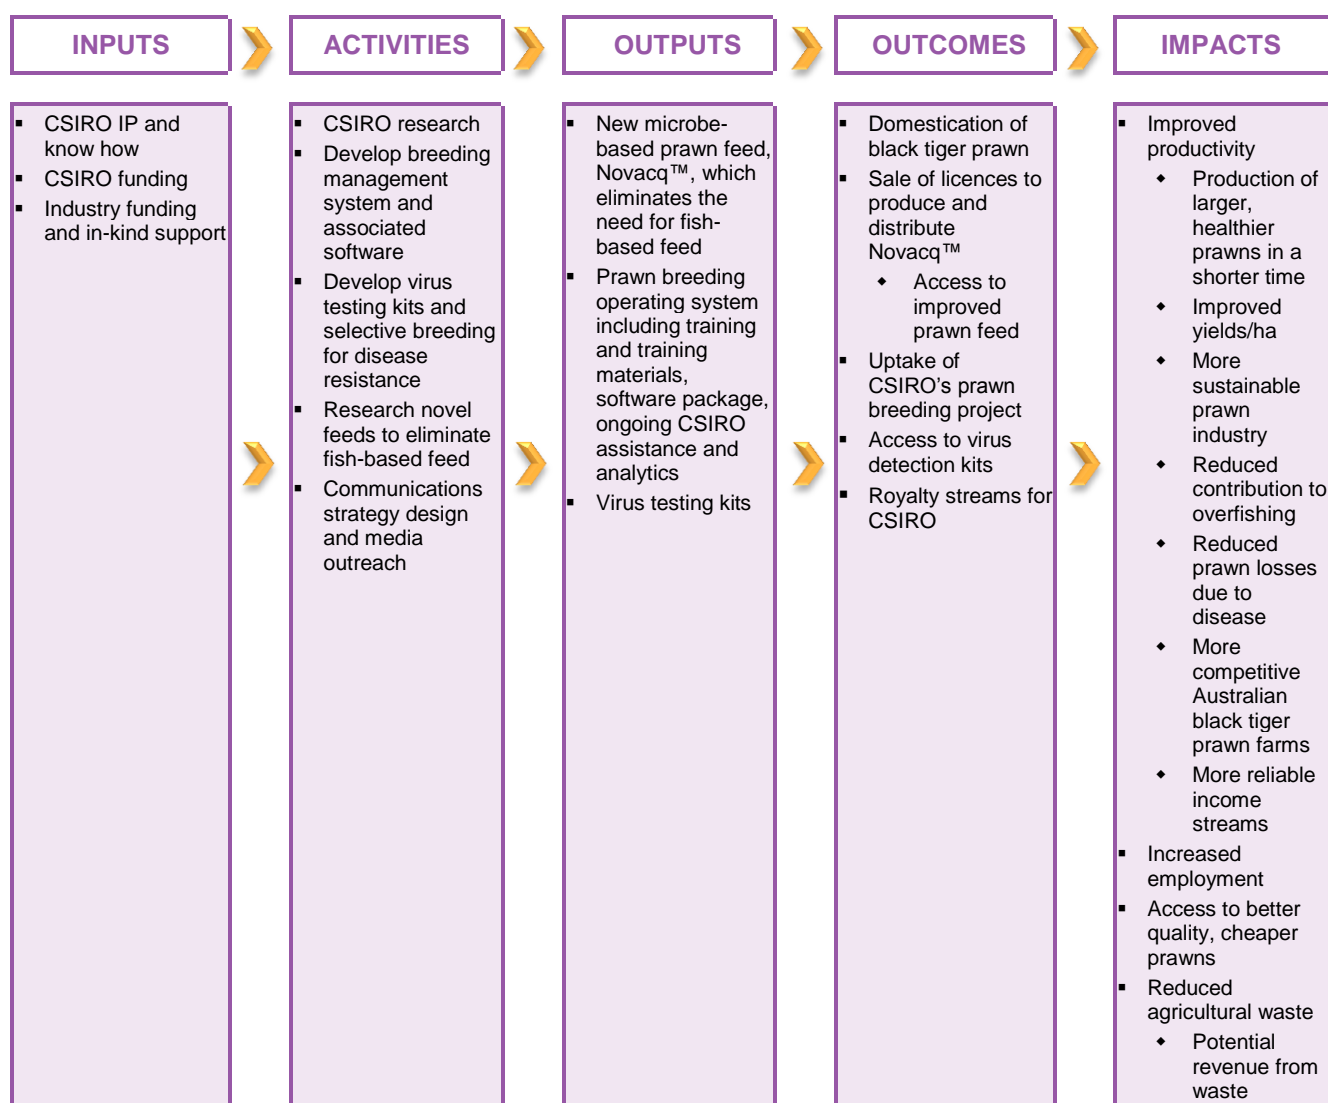 INPUTS
ACTIVITIES
OUTPUTS
OUTCOMES
IMPACTS
▪ CSIRO IP and
know how
▪ CSIRO funding
▪ Industry funding
and in-kind support
▪ CSIRO research
▪ Develop breeding
management
system and
associated
software
▪ Develop virus
testing kits and
selective breeding
for disease
resistance
▪ Research novel
feeds to eliminate
fish-based feed
▪ Communications
strategy design
and media
outreach
▪ New microbe-
based prawn feed,
Novacq™, which
eliminates the
need for fish-
based feed
▪ Prawn breeding
operating system
including training
and training
materials,
software package,
ongoing CSIRO
assistance and
analytics
▪ Virus testing kits
▪ Domestication of
black tiger prawn
▪ Sale of licences to
produce and
distribute
Novacq™
◆ Access to
improved
prawn feed
▪ Uptake of
CSIRO’s prawn
breeding project
▪ Access to virus
detection kits
▪ Royalty streams for
CSIRO
▪ Improved
productivity
◆ Production of
larger,
healthier
prawns in a
shorter time
◆ Improved
yields/ha
◆ More
sustainable
prawn
industry
◆ Reduced
contribution to
overfishing
◆ Reduced
prawn losses
due to
disease
◆ More
competitive
Australian
black tiger
prawn farms
◆ More reliable
income
streams
▪ Increased
employment
▪ Access to better
quality, cheaper
prawns
▪ Reduced
agricultural waste
◆ Potential
revenue from
waste